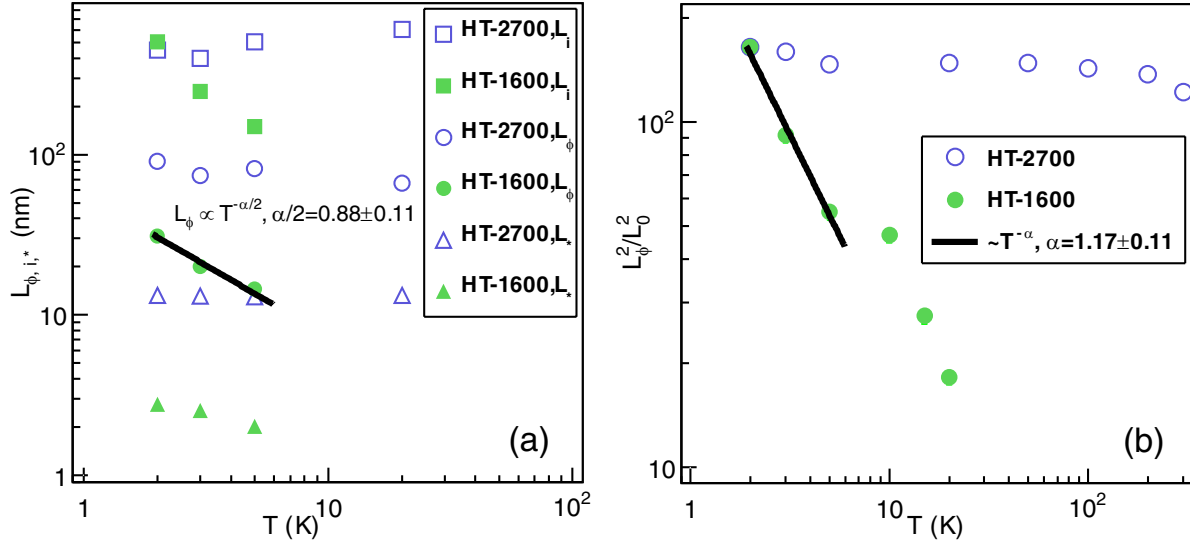 HT-2700,L_i
HT-1600,L_i
HT-2700,L_ϕ
HT-1600,L_ϕ
HT-2700,L_*
HT-1600,L_*
L_ϕ ∝ T^{-α/2}, α/2=0.88±0.11
10^2
10
1
L_{ϕ, i,*} (nm)
(a)
1
10
10^2
T (K)
10^2
10
L_ϕ^2/L_0^2
HT-2700
HT-1600
~T^{-α}, α=1.17±0.11
(b)
1
10
10^2
T (K)